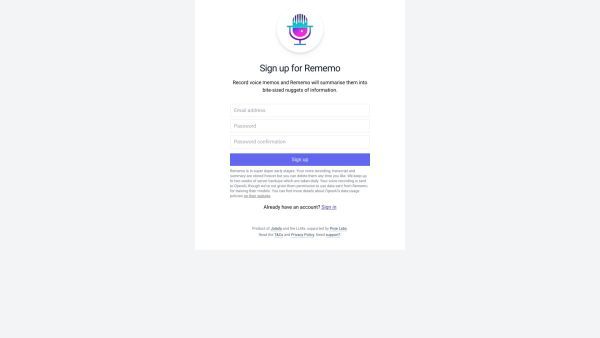 Sign up for Rememo
Record voice memos and Rememo will summarise them into
bite-sized nuggets of information.
Email address
Password
Password confirmation
Sign up
Rememo is in super duper early stages. Your voice recording, transcript and
summary are stored forever but you can delete them any time you like. We keep up
to two weeks of server backups which are taken daily. Your voice recording is sent
to OpenAI, though we've not given them permission to use data sent from Rememo
for training their models. You can find more details about OpenAI's data usage
policies on their website.
Already have an account? Sign in
Product of and the LLMs, supported by Pixie Labs.
Read the T&Cs and Privacy Policy. Need support?